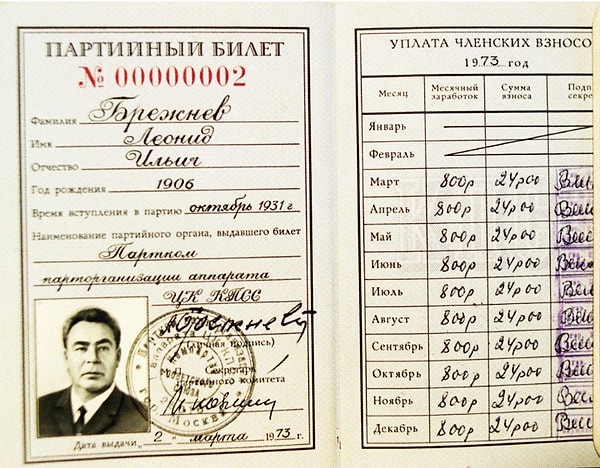 ПАРТИЙНЫЙ БИЛЕТ
№ 00000002
Фамилия Брежнев
Имя Леонид
Отчество Ильич
Год рождения 1906
Время вступления в партию октябрь 1931 г
Наименование партийного органа, выдавшего билет
Партком
парторганизации аппарата
ЦК КПСС
(личная подпись)
Секретарь
партийного комитета
Дата выдачи „2 " марта 1973 г.
УПЛАТА ЧЛЕНСКИХ ВЗНОСО
1973 год
Месяц Месячный заработок Сумма взноса Подп секре
Январь
Февраль
Март 800р 24р00
Апрель 800р 24р00
Май 800р 24р00
Июнь 800р 24р00
Июль 800р 24р00
Август 800р 24р00
Сентябрь 800р 24р00
Октябрь 800р 24р00
Ноябрь 800р 24р00
Декабрь 800р 24р00